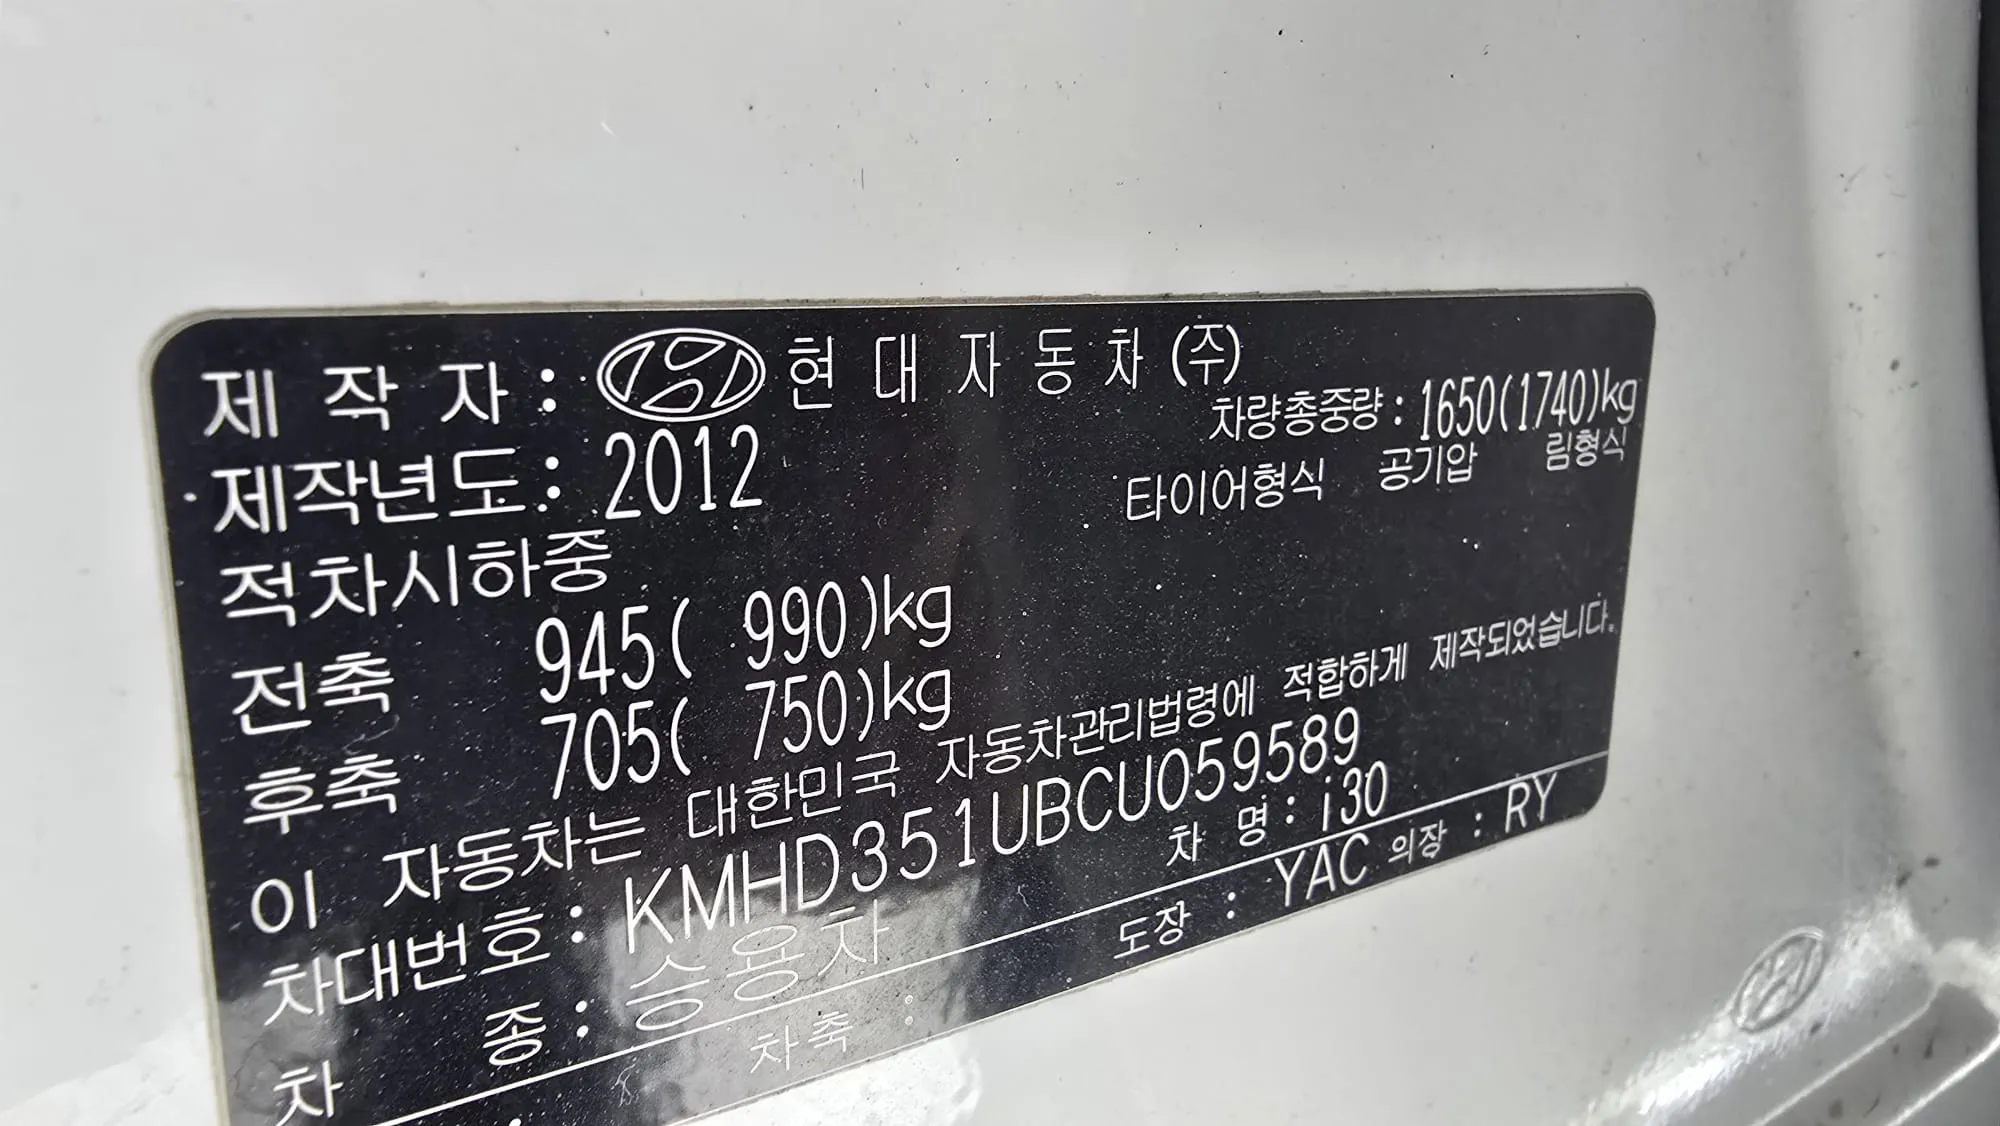 제작자 : 현대자동차(주)
제작년도 : 2012
차량총중량 : 1650(1740)kg
적차시하중
타이어형식 공기압 림형식
전축 945( 990)kg
후축 705( 750)kg
이 자동차는 대한민국 자동차관리법령에 적합하게 제작되었습니다.
차대번호 : KMHD351UBCU059589
차 종 : 승용차 차 명 : i30
차축 : 도장 : YAC 의장 : RY